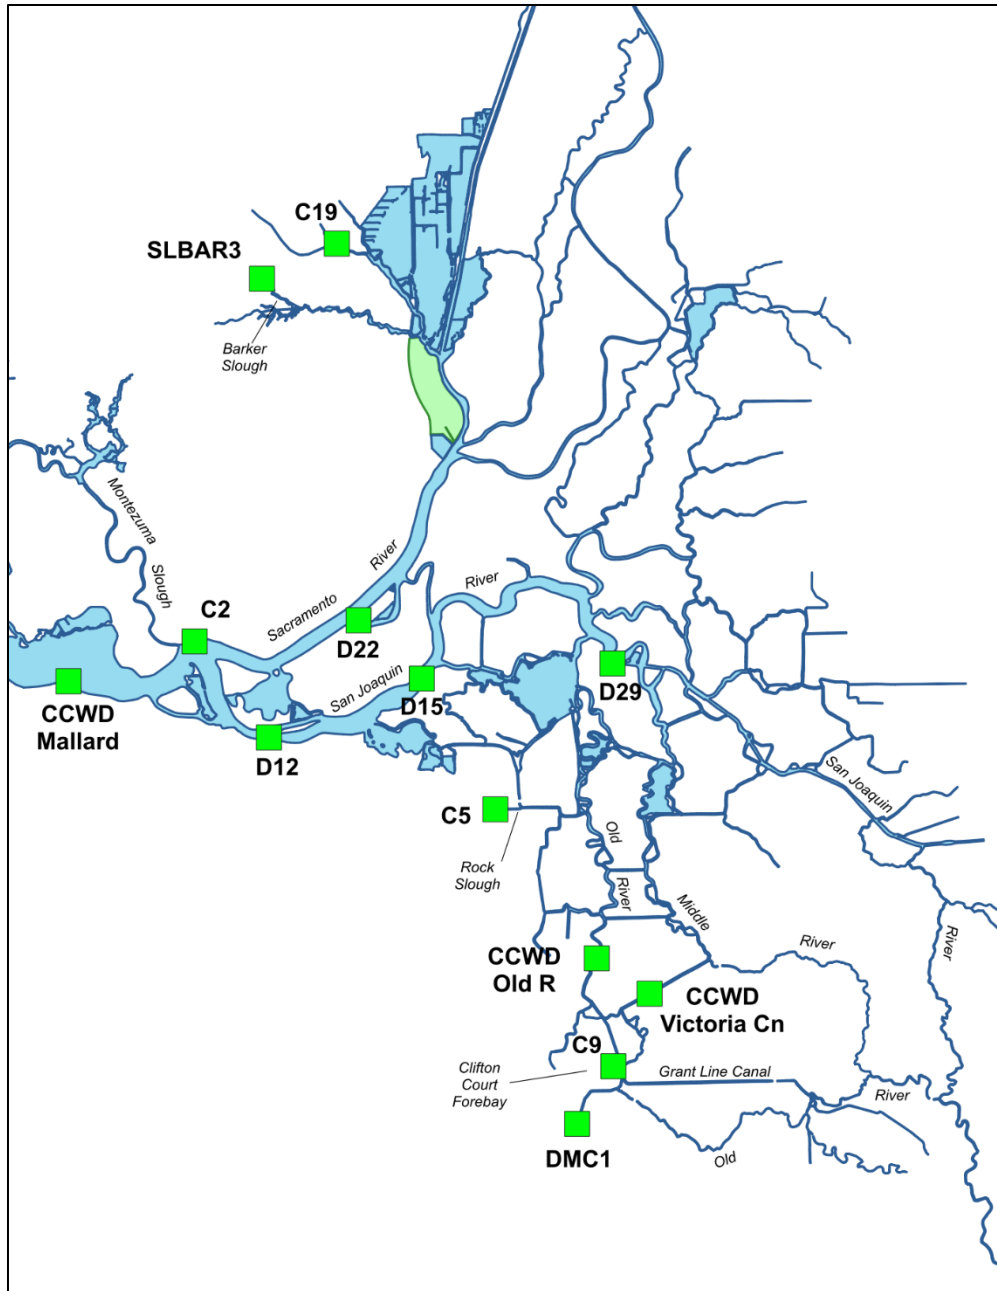 C19
SLBAR3
Barker
Slough
Montezuma
Slough
C2
Sacramento
River
River
D22
San Joaquin
D15
D29
CCWD
Mallard
D12
San Joaquin
River
C5
Rock
Slough
Old
River
Middle
River
CCWD
Old R
CCWD
Victoria Cn
C9
Clifton
Court
Forebay
Grant Line Canal
River
DMC1
Old